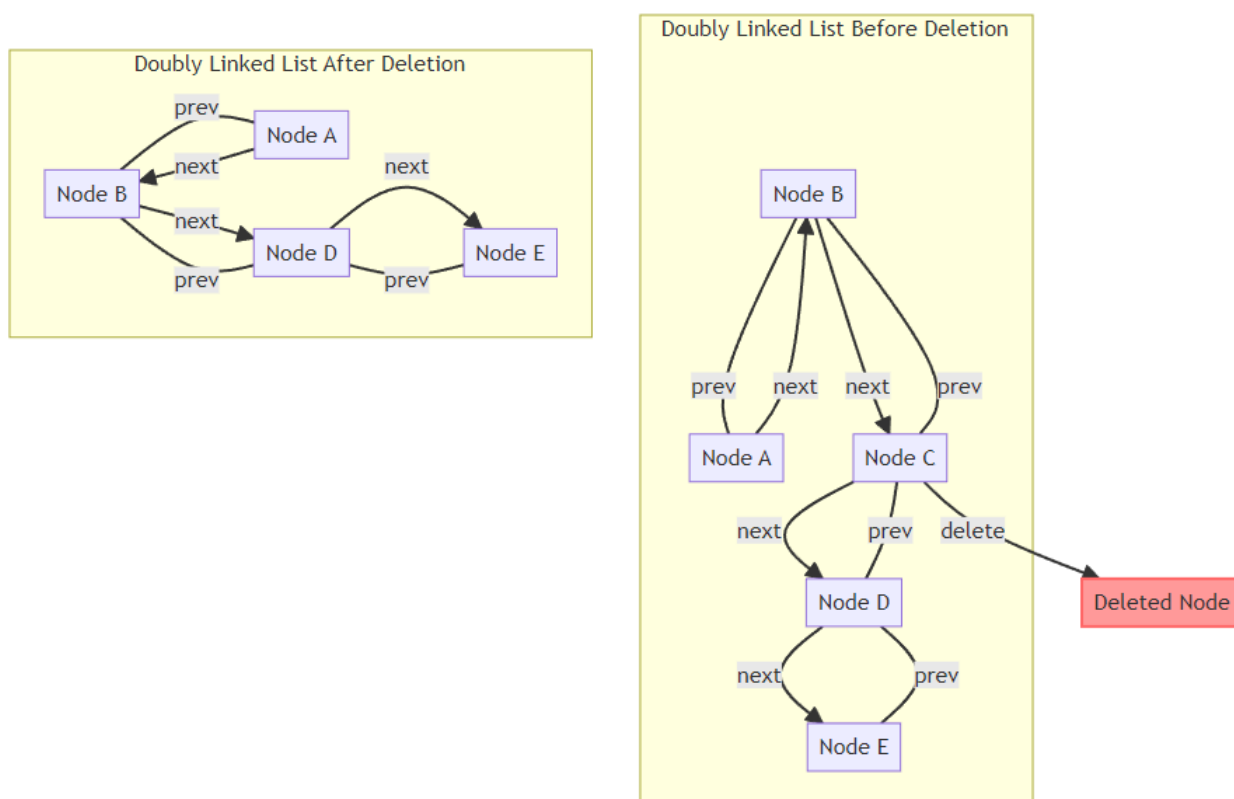 Doubly Linked List After Deletion
prev
Node A
next
next
Node B
next
Node D
Node E
prev
prev
Doubly Linked List Before Deletion
Node B
prev
next
next
prev
Node A
Node C
next
prev
delete
Node D
Deleted Node
next
prev
Node E